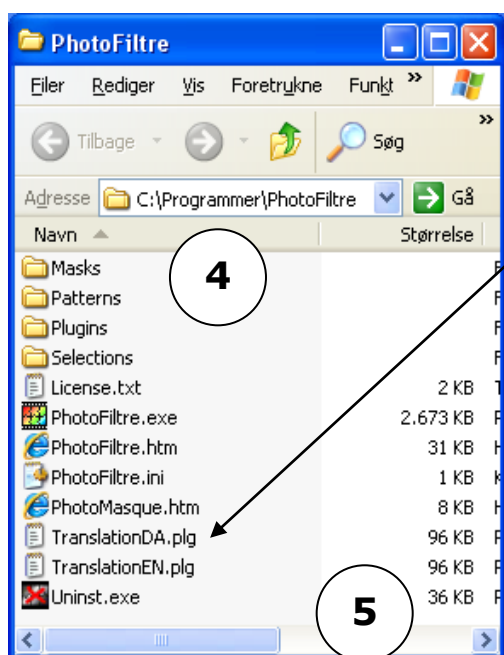 PhotoFiltre
Filer Rediger Vis Foretrukne Funkt »
Tilbage Søg »
Adresse C:\Programmer\PhotoFiltre Gå
Navn Størrelse
Masks
Patterns
Plugins
Selections
License.txt 2 KB
PhotoFiltre.exe 2.673 KB
PhotoFiltre.htm 31 KB
PhotoFiltre.ini 1 KB
PhotoMasque.htm 8 KB
TranslationDA.plg 96 KB
TranslationEN.plg 96 KB
Uninst.exe 36 KB
4
5